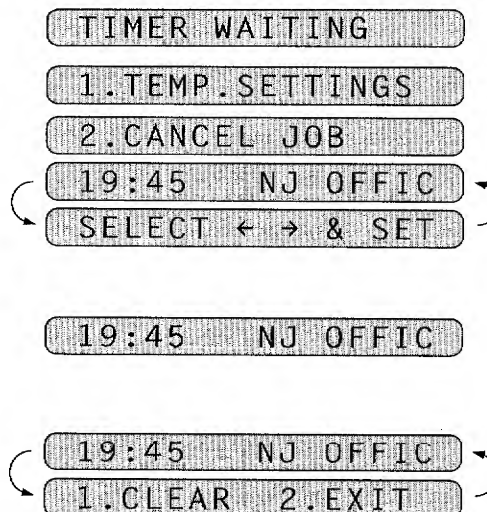 TIMER WAITING
1.TEMP.SETTINGS
2.CANCEL JOB
19:45 NJ OFFIC
SELECT ← → & SET
19:45 NJ OFFIC
19:45 NJ OFFIC
1.CLEAR 2.EXIT